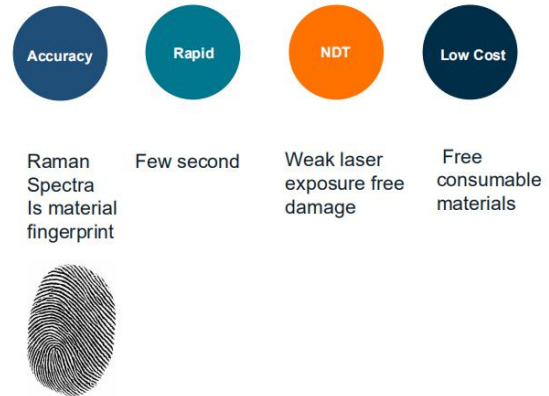 Accuracy
Rapid
NDT
Low Cost
Raman
Spectra
Is material
fingerprint
Few second
Weak laser
exposure free
damage
Free
consumable
materials